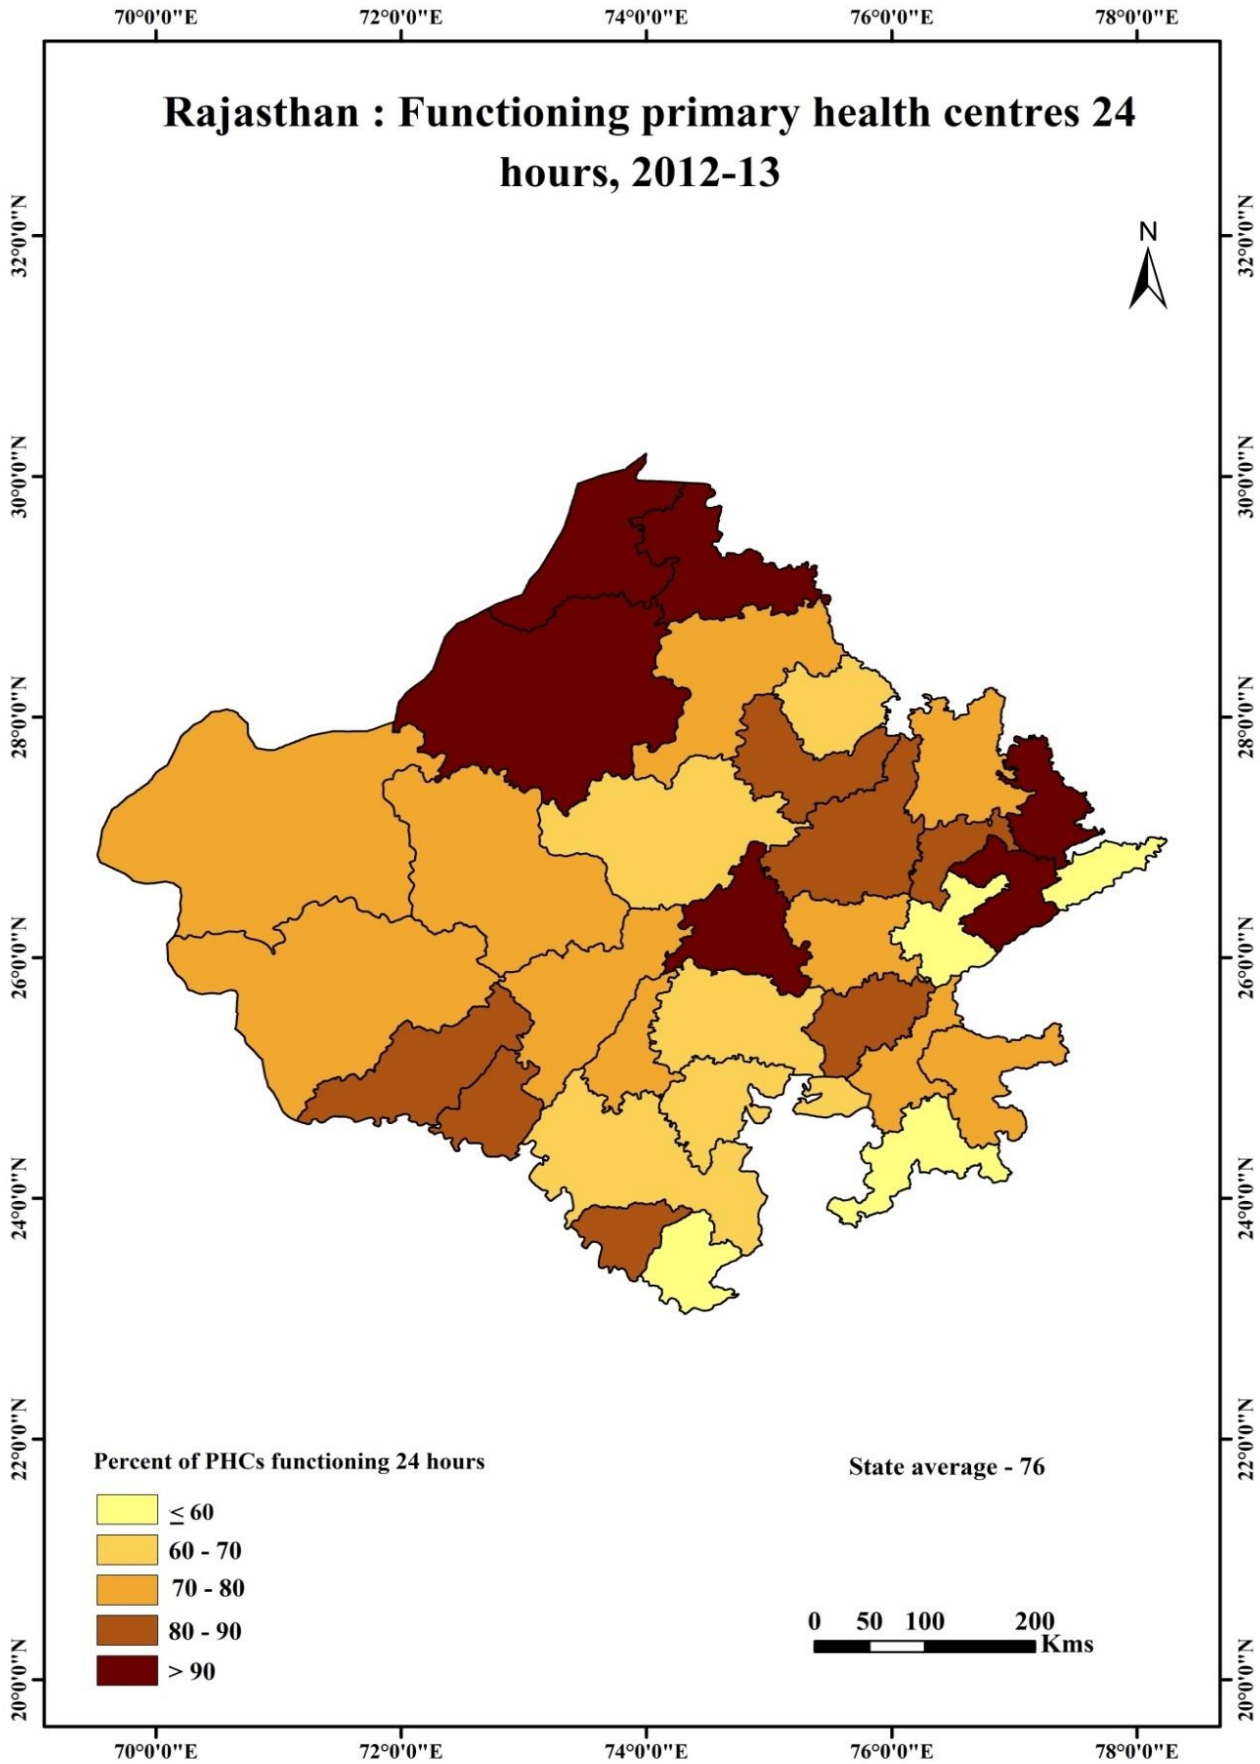 70°0'0"E 72°0'0"E 74°0'0"E 76°0'0"E 78°0'0"E
Rajasthan : Functioning primary health centres 24
hours, 2012-13
N
32°0'0"N 32°0'0"N
30°0'0"N 30°0'0"N
28°0'0"N 28°0'0"N
26°0'0"N 26°0'0"N
24°0'0"N 24°0'0"N
22°0'0"N 22°0'0"N
20°0'0"N 20°0'0"N
Percent of PHCs functioning 24 hours
≤ 60
60 - 70
70 - 80
80 - 90
> 90
State average - 76
0 50 100 200
Kms
70°0'0"E 72°0'0"E 74°0'0"E 76°0'0"E 78°0'0"E